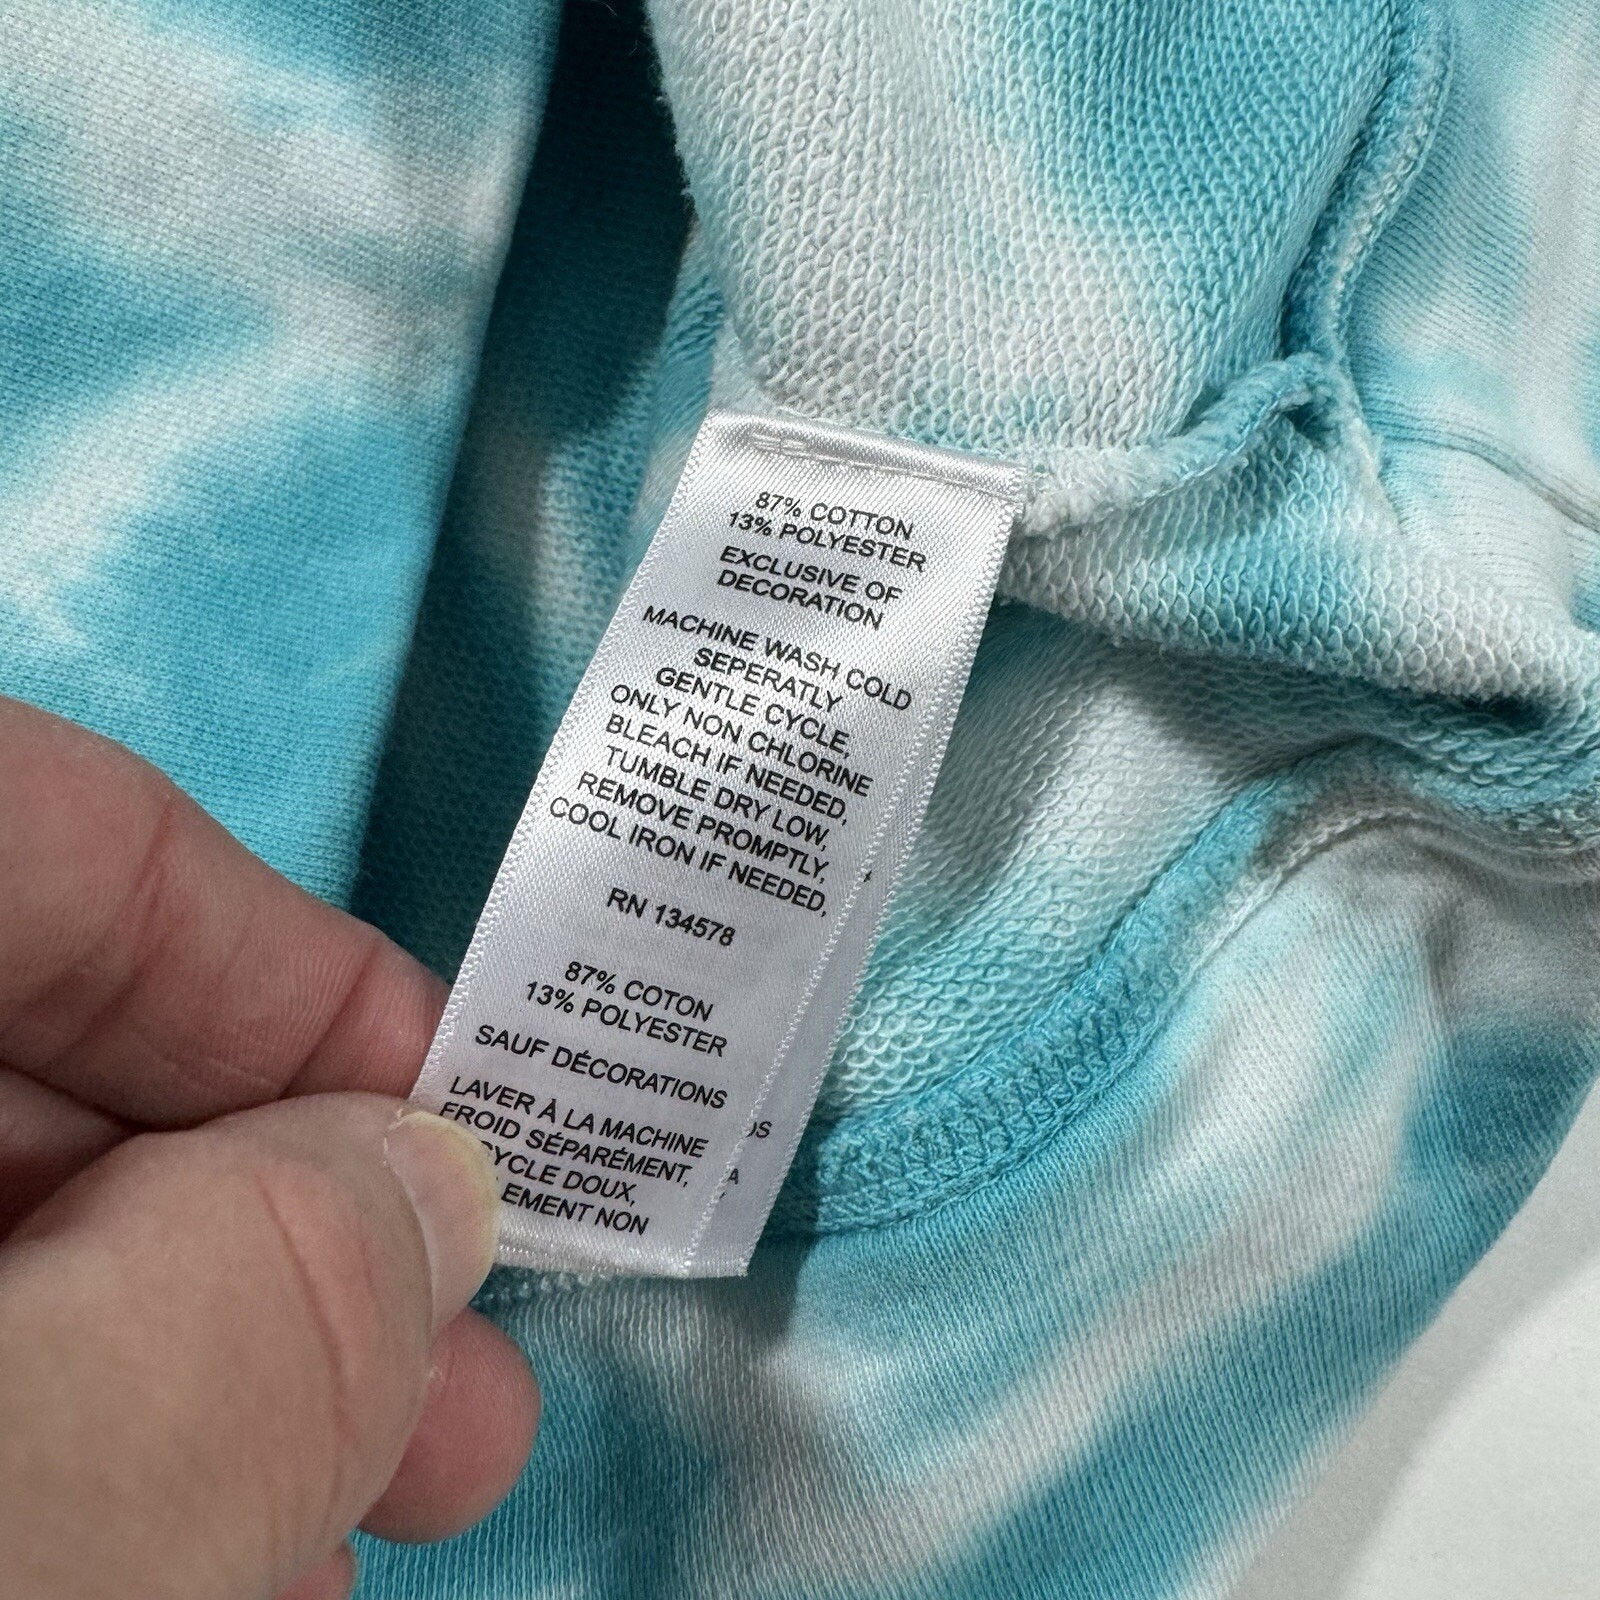 87% COTTON
13% POLYESTER
EXCLUSIVE OF
DECORATION
MACHINE WASH COLD
SEPERATLY
GENTLE CYCLE,
ONLY NON CHLORINE
BLEACH IF NEEDED,
TUMBLE DRY LOW,
REMOVE PROMPTLY,
COOL IRON IF NEEDED,
RN 134578
87% COTON
13% POLYESTER
SAUF DÉCORATIONS
LAVER À LA MACHINE
FROID SÉPARÉMENT,
CYCLE DOUX,
NON